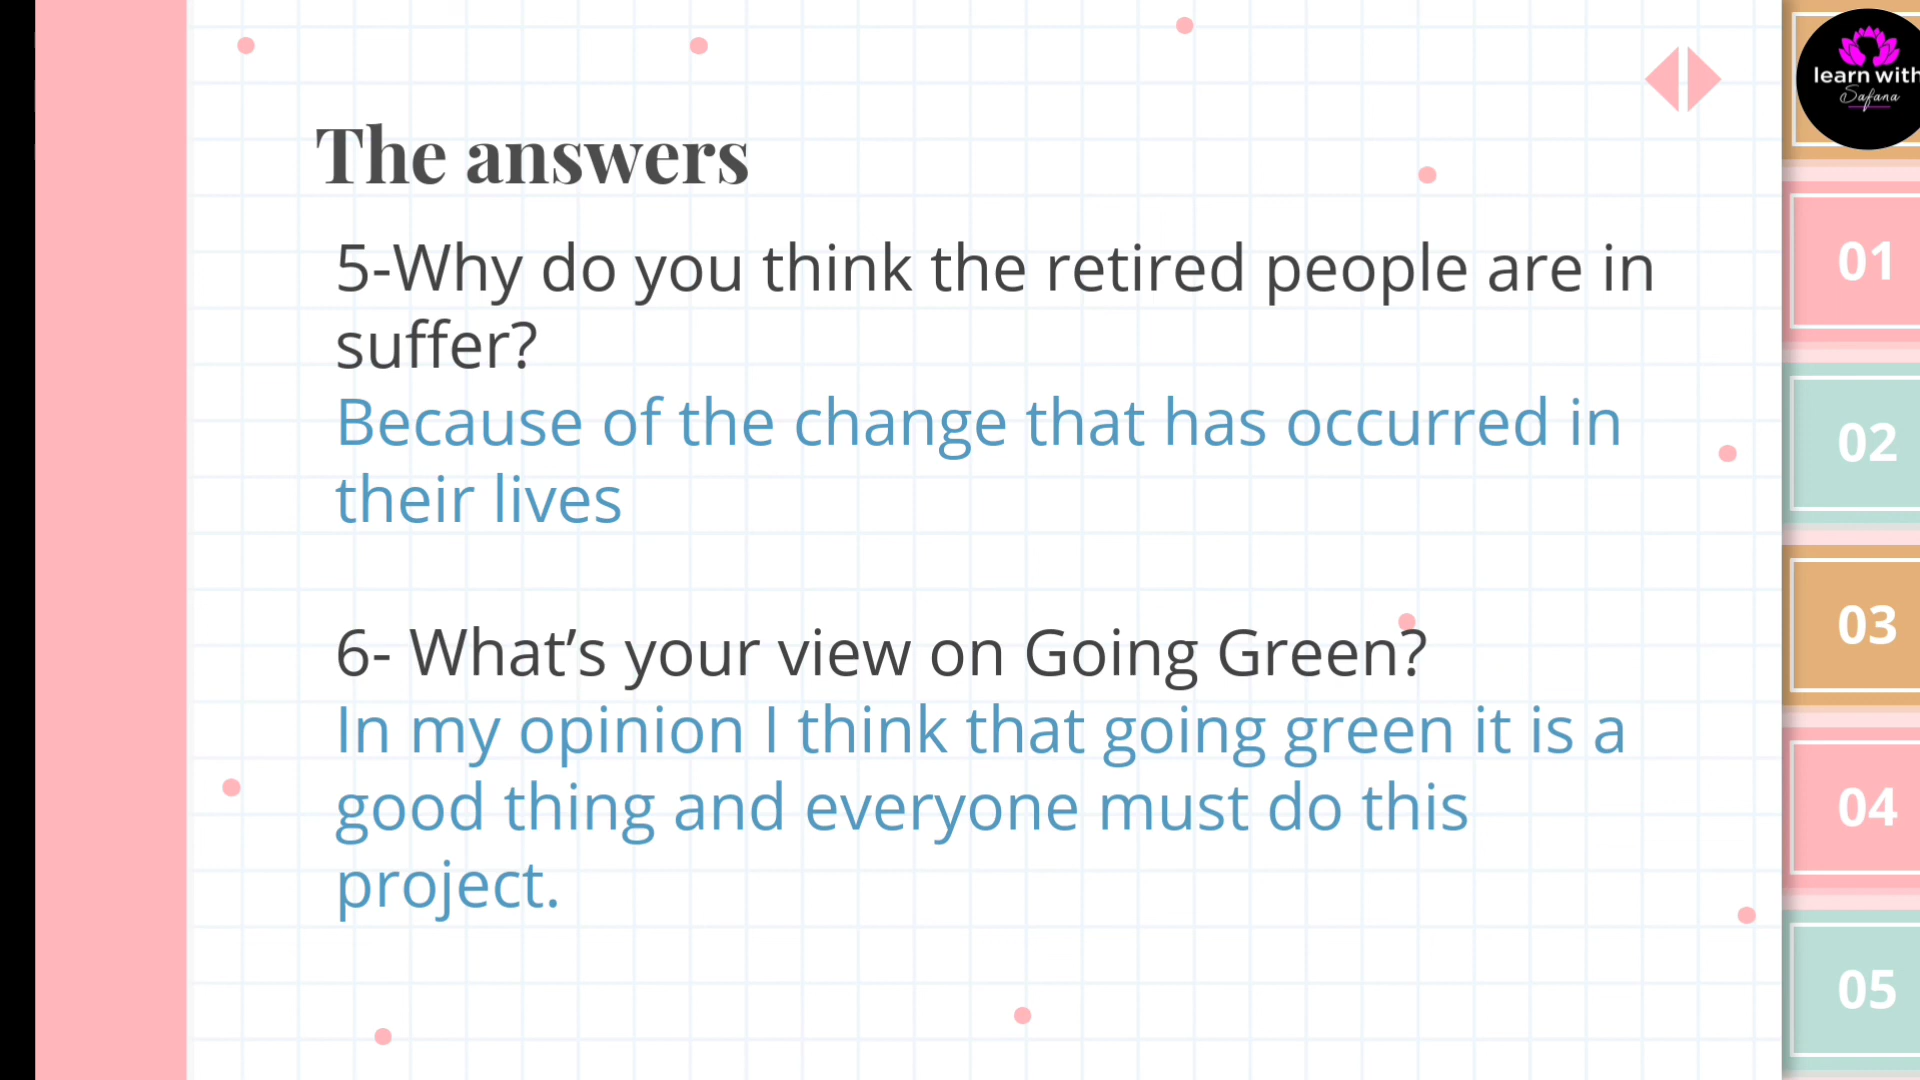 learn with
Safana
The answers
5-Why do you think the retired people are in
suffer?
Because of the change that has occurred in
their lives
6- What’s your view on Going Green?
In my opinion I think that going green it is a
good thing and everyone must do this
project.
01
02
03
04
05